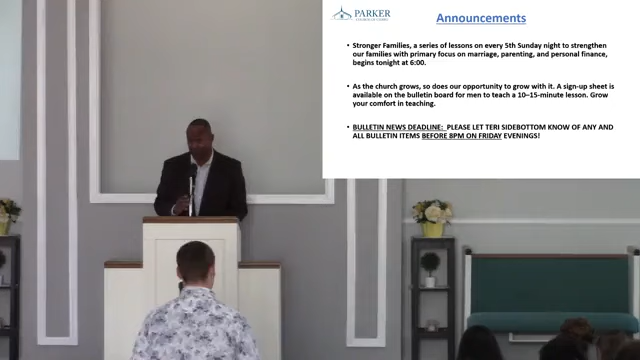 PARKER
Announcements
• Stronger Families, a series of lessons on every 5th Sunday night to strengthen
our families with primary focus on marriage, parenting, and personal finance,
begins tonight at 6:00.
• As the church grows, so does our opportunity to grow with it. A sign-up sheet is
available on the bulletin board for men to teach a 10–15-minute lesson. Grow
your comfort in teaching.
• BULLETIN NEWS DEADLINE: PLEASE LET TERI SIDEBOTTOM KNOW OF ANY AND
ALL BULLETIN ITEMS BEFORE 8PM ON FRIDAY EVENINGS!